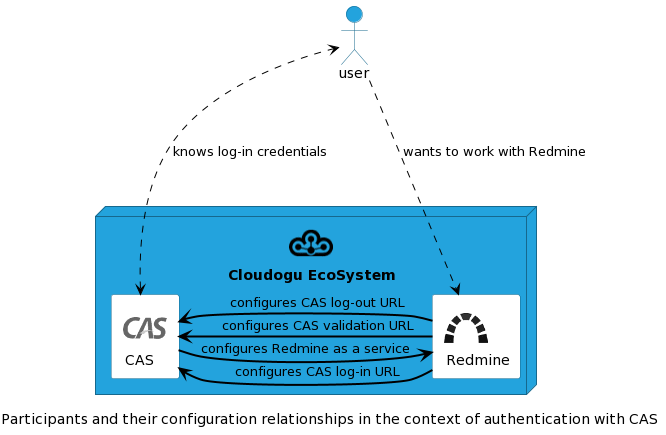 user
knows log-in credentials
wants to work with Redmine
Cloudogu EcoSystem
configures CAS log-out URL
configures CAS validation URL
configures Redmine as a service
configures CAS log-in URL
CAS
CAS
Redmine
Participants and their configuration relationships in the context of authentication with CAS